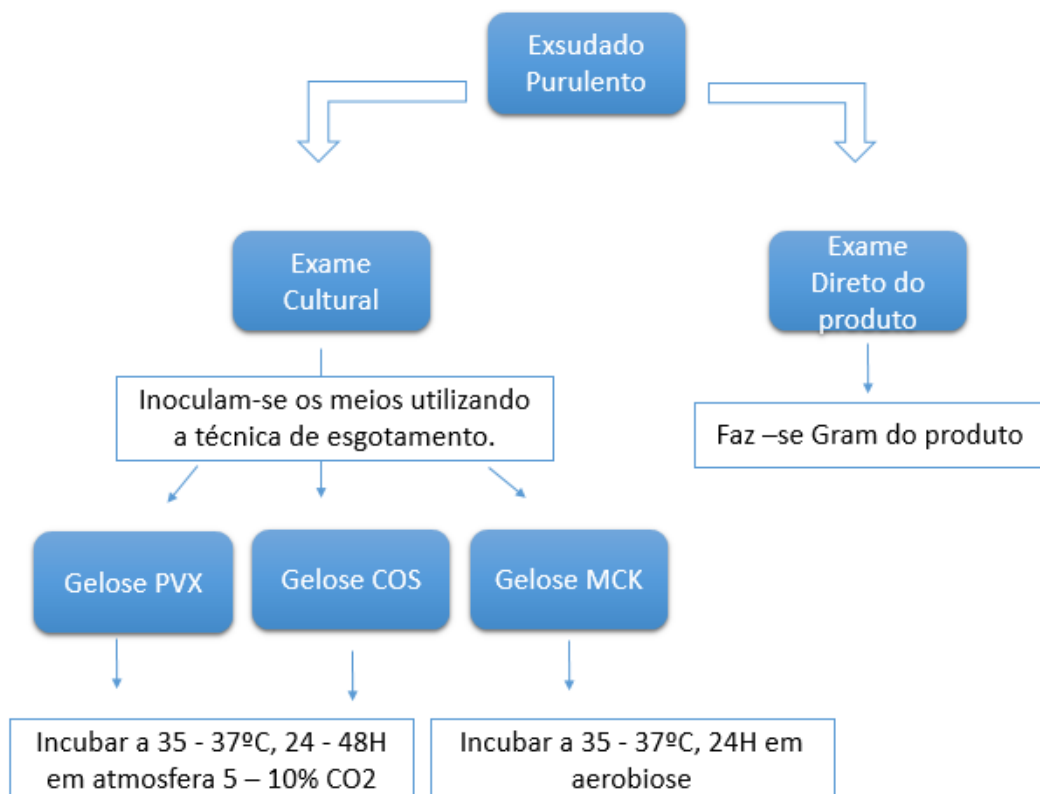 Exsudado
Purulento
Exame
Cultural
Exame
Direto do
produto
Inoculam-se os meios utilizando
a técnica de esgotamento.
Faz –se Gram do produto
Gelose PVX
Gelose COS
Gelose MCK
Incubar a 35 - 37ºC, 24 - 48H
em atmosfera 5 – 10% CO2
Incubar a 35 - 37ºC, 24H em
aerobiose